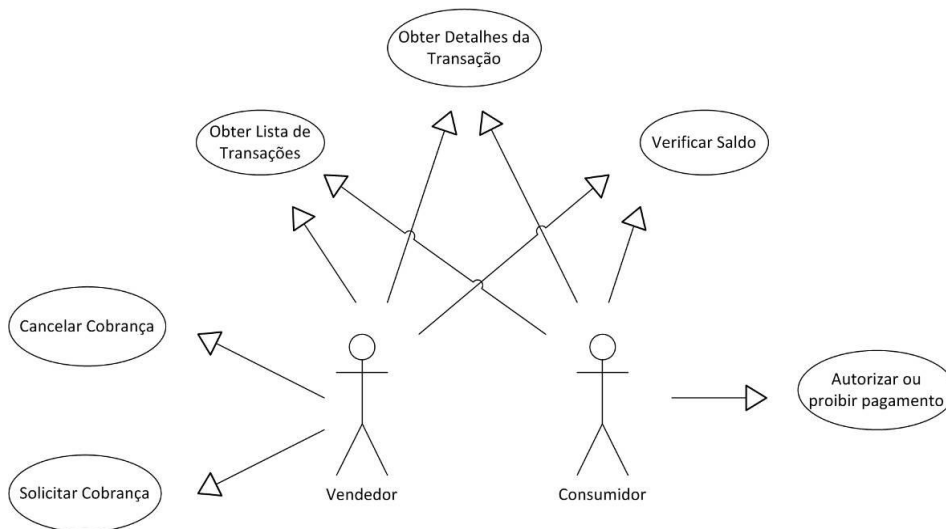 Obter Detalhes da
Transação
Obter Lista de
Transações
Verificar Saldo
Cancelar Cobrança
Autorizar ou
proibir pagamento
Solicitar Cobrança
Vendedor
Consumidor